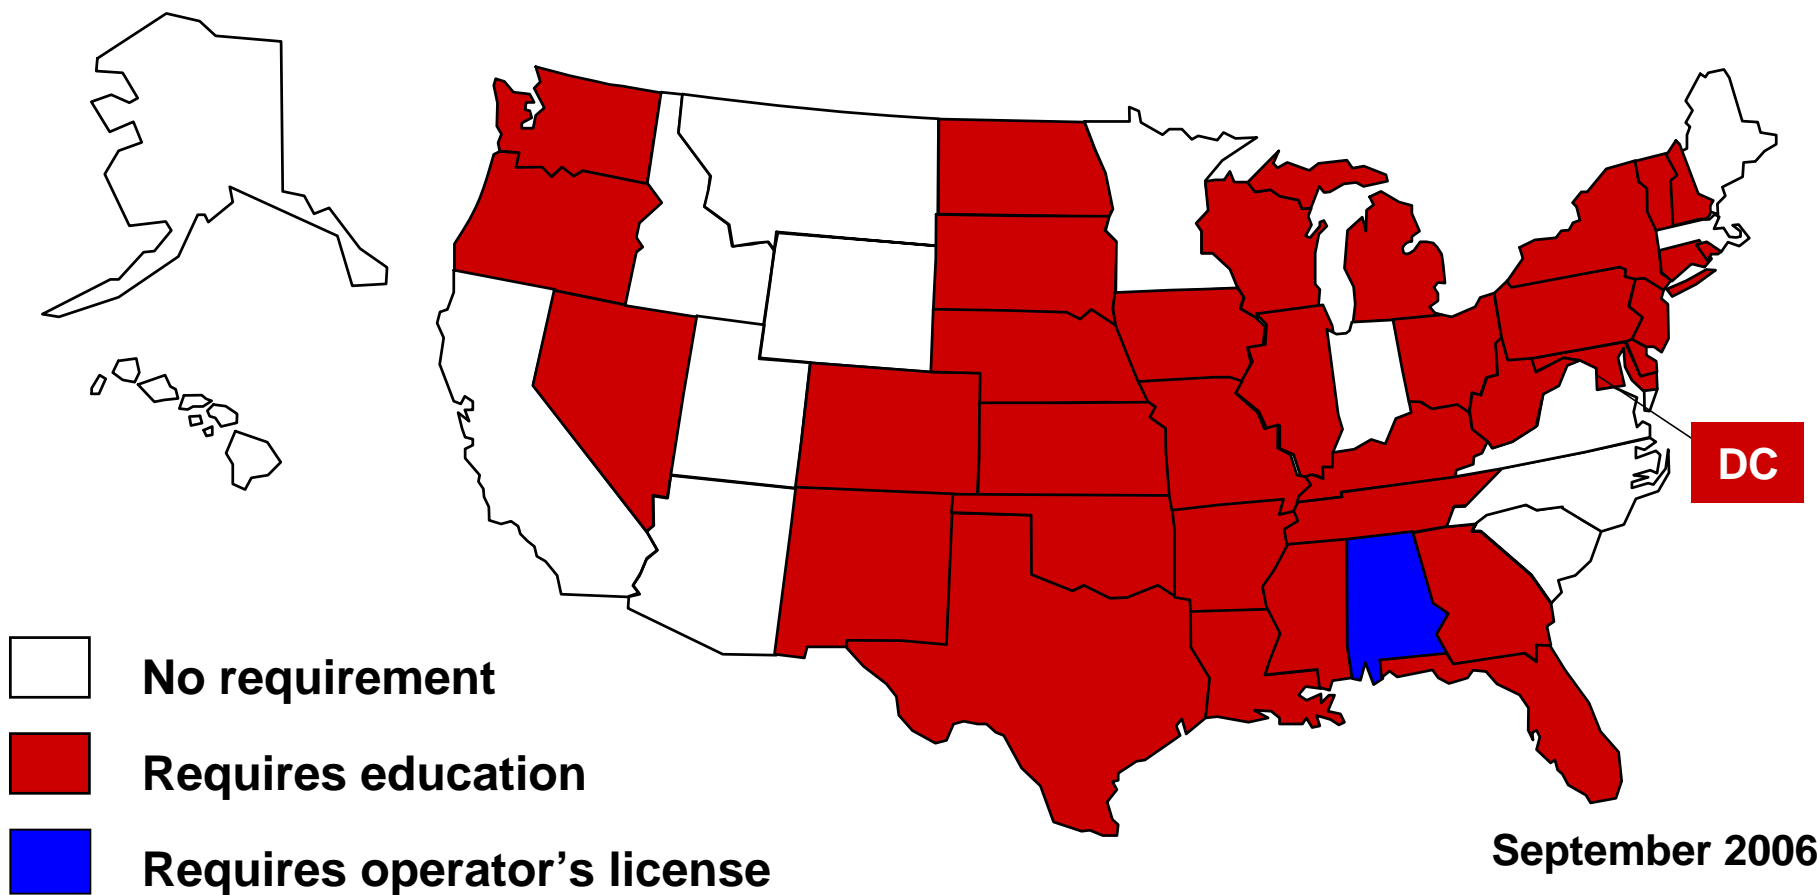 DC
No requirement
Requires education
Requires operator’s license
September 2006